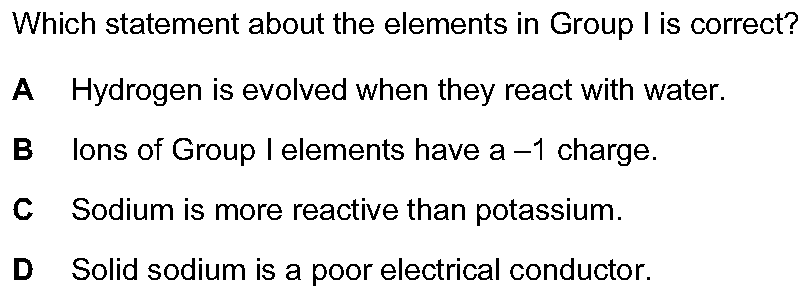 Which statement about the elements in Group I is correct?
A Hydrogen is evolved when they react with water.
B Ions of Group I elements have a –1 charge.
C Sodium is more reactive than potassium.
D Solid sodium is a poor electrical conductor.